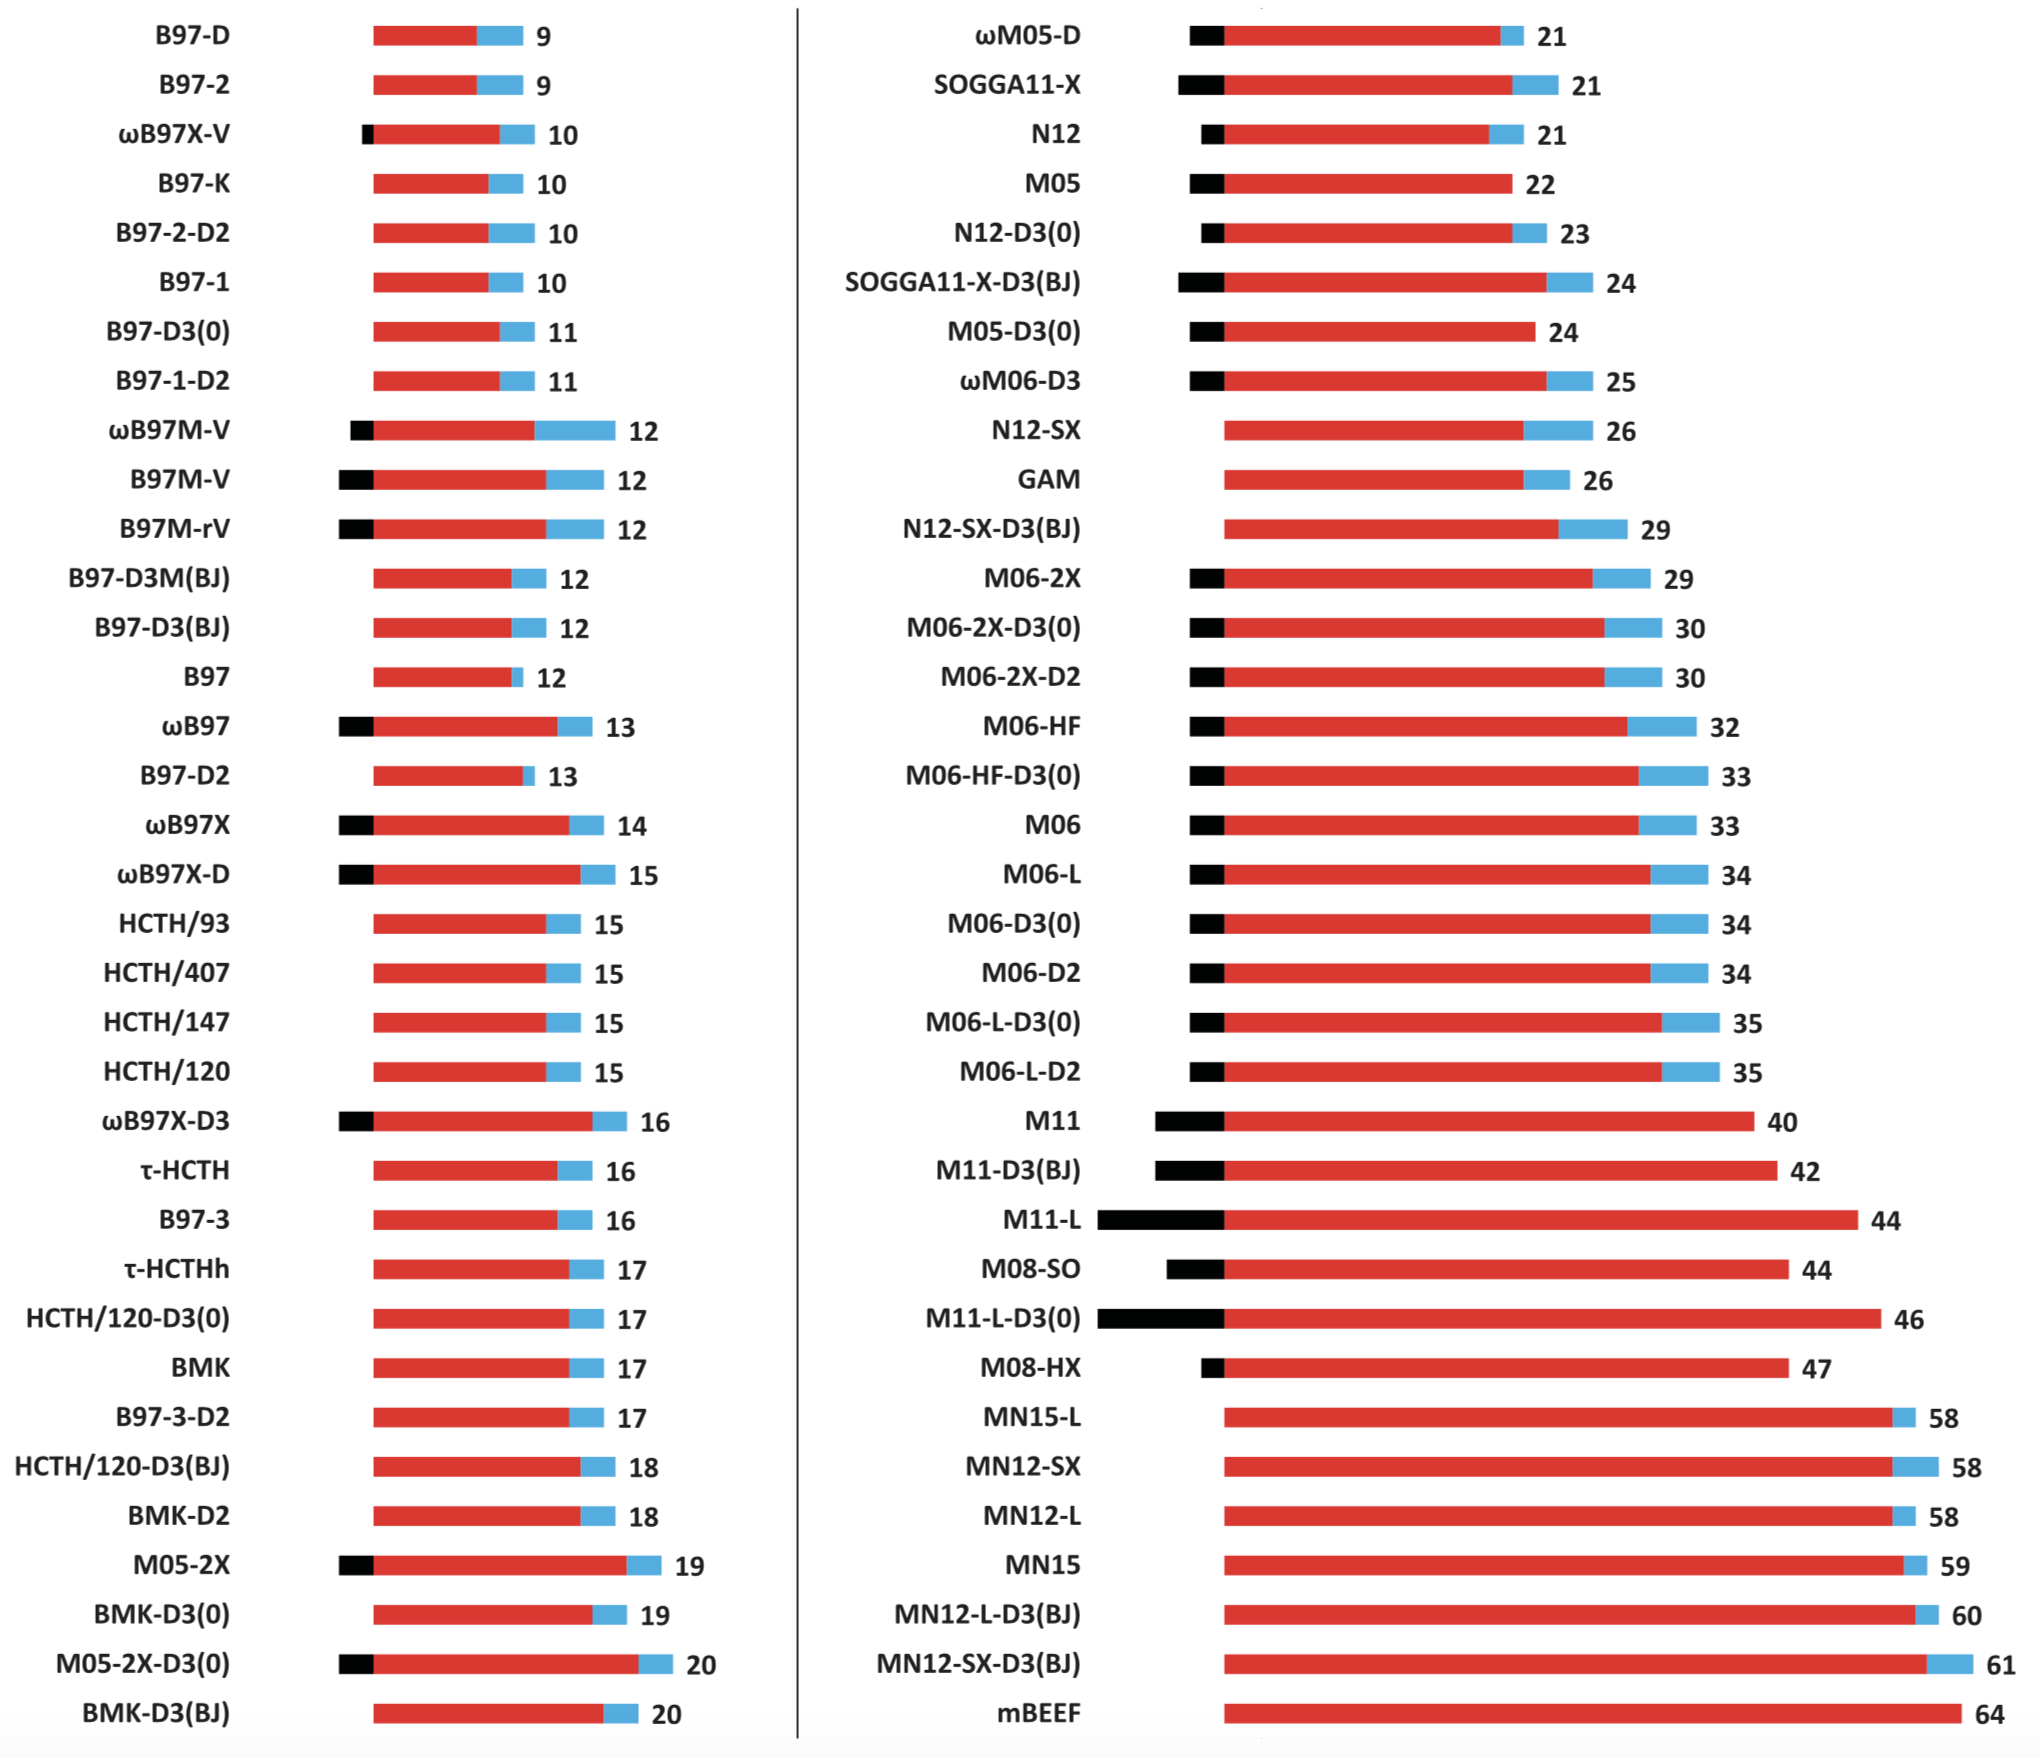 B97-D 9
B97-2 9
ωB97X-V 10
B97-K 10
B97-2-D2 10
B97-1 10
B97-D3(0) 11
B97-1-D2 11
ωB97M-V 12
B97M-V 12
B97M-rV 12
B97-D3M(BJ) 12
B97-D3(BJ) 12
B97 12
ωB97 13
B97-D2 13
ωB97X 14
ωB97X-D 15
HCTH/93 15
HCTH/407 15
HCTH/147 15
HCTH/120 15
ωB97X-D3 16
τ-HCTH 16
B97-3 16
τ-HCTHh 17
HCTH/120-D3(0) 17
BMK 17
B97-3-D2 17
HCTH/120-D3(BJ) 18
BMK-D2 18
M05-2X 19
BMK-D3(0) 19
M05-2X-D3(0) 20
BMK-D3(BJ) 20
ωM05-D 21
SOGGA11-X 21
N12 21
M05 22
N12-D3(0) 23
SOGGA11-X-D3(BJ) 24
M05-D3(0) 24
ωM06-D3 25
N12-SX 26
GAM 26
N12-SX-D3(BJ) 29
M06-2X 29
M06-2X-D3(0) 30
M06-2X-D2 30
M06-HF 32
M06-HF-D3(0) 33
M06 33
M06-L 34
M06-D3(0) 34
M06-D2 34
M06-L-D3(0) 35
M06-L-D2 35
M11 40
M11-D3(BJ) 42
M11-L 44
M08-SO 44
M11-L-D3(0) 46
M08-HX 47
MN15-L 58
MN12-SX 58
MN12-L 58
MN15 59
MN12-L-D3(BJ) 60
MN12-SX-D3(BJ) 61
mBEEF 64